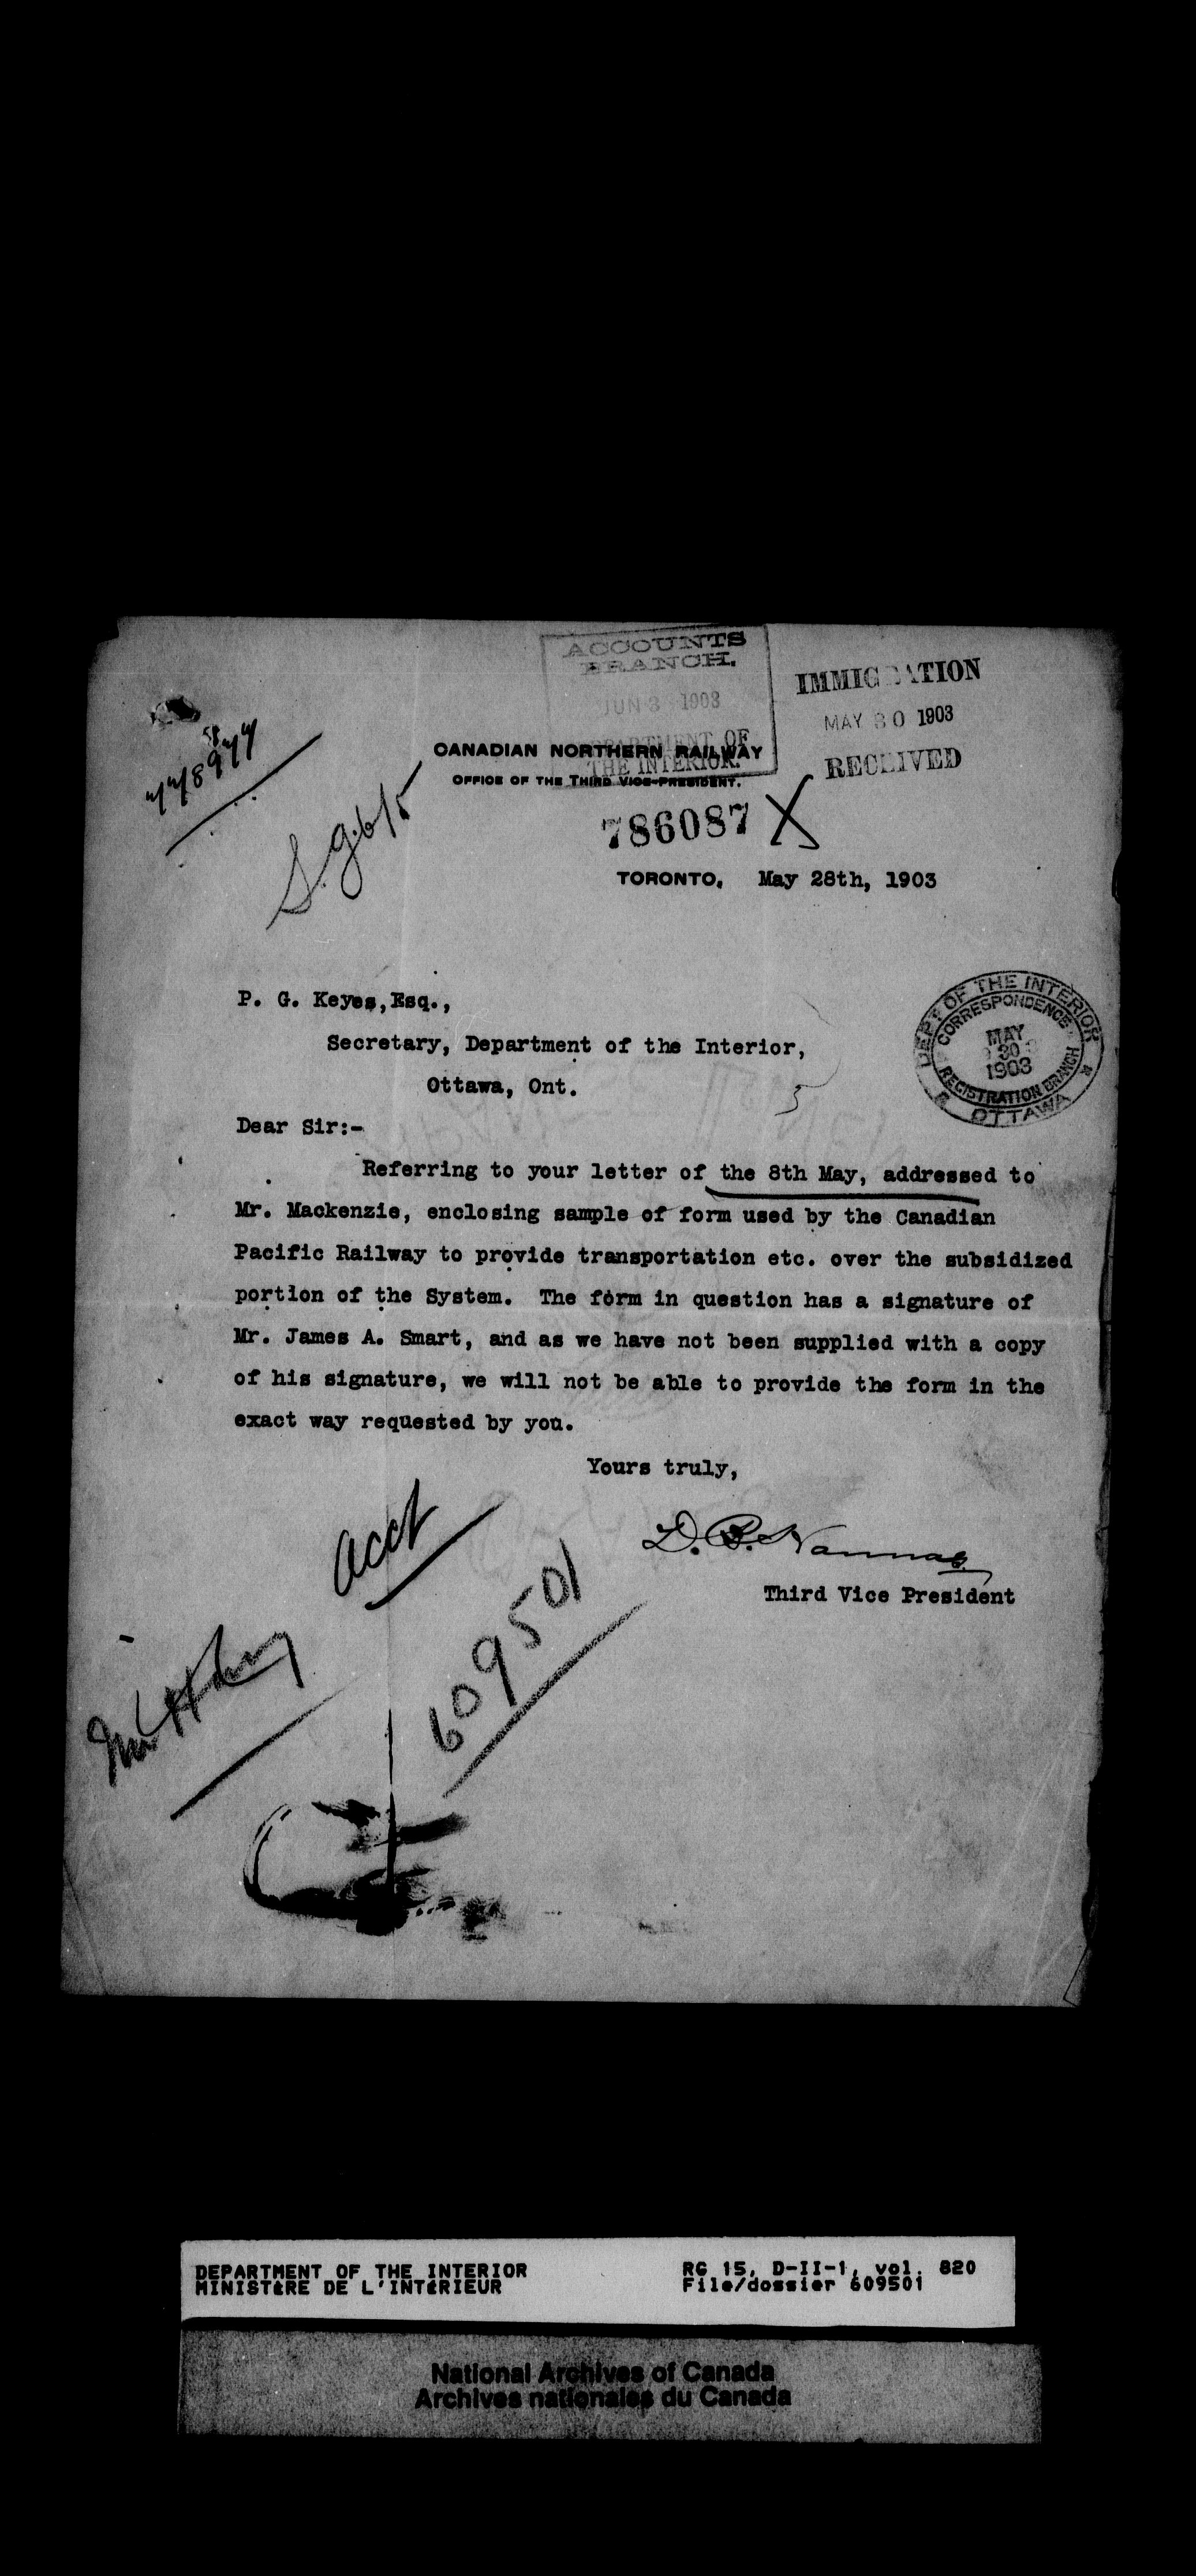 ACCOUNTS
BRANCH.
JUN 3 1903
DEPARTMENT OF
THE INTERIOR.
IMMIGRATION
MAY 30 1903
RECEIVED
CANADIAN NORTHERN RAILWAY
OFFICE OF THE THIRD VICE-PRESIDENT.
786087 X
TORONTO, May 28th, 1903
P. G. Keyes,Esq.,
Secretary, Department of the Interior,
Ottawa, Ont.
DEPT OF THE INTERIOR
CORRESPONDENCE
MAY
30
1903
REGISTRATION BRANCH
OTTAWA
Dear Sir:-
Referring to your letter of the 8th May, addressed to
Mr. Mackenzie, enclosing sample of form used by the Canadian
Pacific Railway to provide transportation etc. over the subsidized
portion of the System. The form in question has a signature of
Mr. James A. Smart, and as we have not been supplied with a copy
of his signature, we will not be able to provide the form in the
exact way requested by you.
Yours truly,
D. B. Hanna
Third Vice President
acct
609501
DEPARTMENT OF THE INTERIOR
MINISTÈRE DE L'INTÉRIEUR
RG 15, D-II-1, vol. 820
File/dossier 609501
National Archives of Canada
Archives nationales du Canada